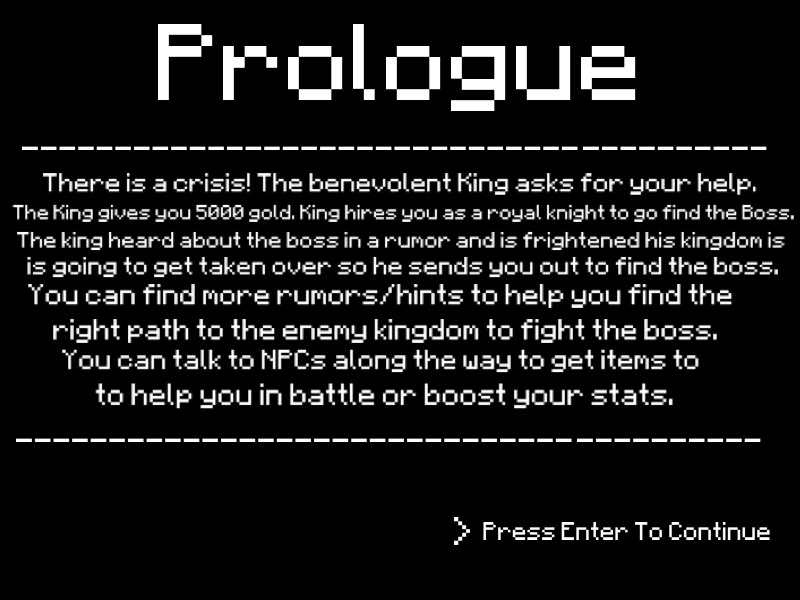 Prologue
----------------------------------------
There is a crisis! The benevolent King asks for your help.
The King gives you 5000 gold. King hires you as a royal knight to go find the Boss.
The king heard about the boss in a rumor and is frightened his kingdom is
is going to get taken over so he sends you out to find the boss.
You can find more rumors/hints to help you find the
right path to the enemy kingdom to fight the boss.
You can talk to NPCs along the way to get items to
to help you in battle or boost your stats.
----------------------------------------
> Press Enter To Continue